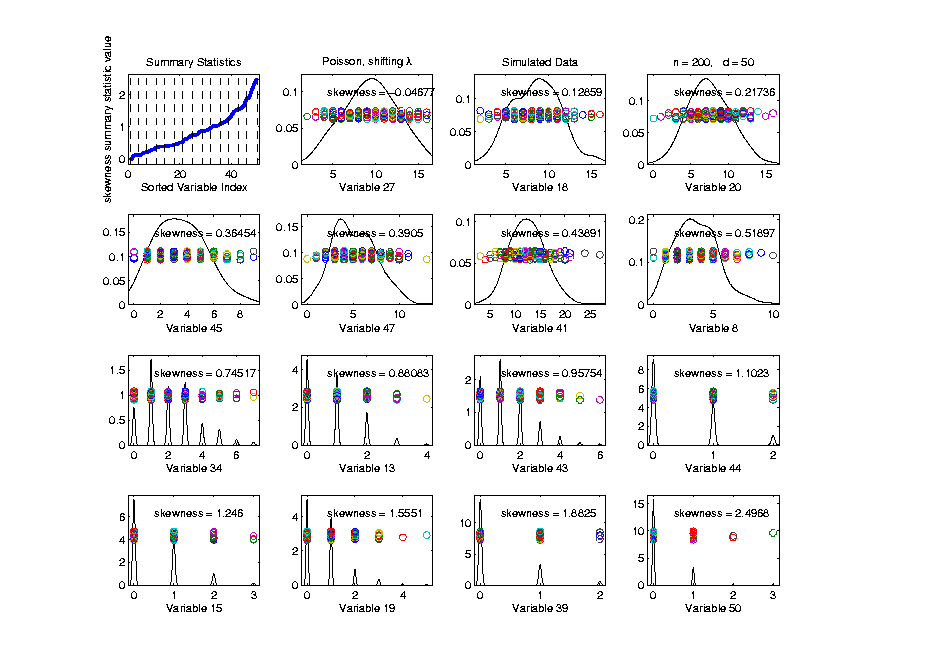 Summary Statistics
skewness summary statistic value
2
1
0
0 20 40
Sorted Variable Index
Poisson, shifting λ
skewness = -0.04677
0.1
0.05
0
5 10 15
Variable 27
Simulated Data
skewness = 0.12859
0.1
0.05
0
5 10 15
Variable 18
n = 200, d = 50
skewness = 0.21736
0.1
0.05
0
0 5 10 15
Variable 20
skewness = 0.36454
0.15
0.1
0.05
0
0 2 4 6 8
Variable 45
skewness = 0.3905
0.15
0.1
0.05
0
0 5 10
Variable 47
skewness = 0.43891
0.1
0.05
0
5 10 15 20 25
Variable 41
skewness = 0.51897
0.2
0.1
0
0 5 10
Variable 8
skewness = 0.74517
1.5
1
0.5
0
0 2 4 6
Variable 34
skewness = 0.88083
4
2
0
0 1 2 3 4
Variable 13
skewness = 0.95754
2
1
0
0 2 4 6
Variable 43
skewness = 1.1023
8
6
4
2
0
0 1 2
Variable 44
skewness = 1.246
6
4
2
0
0 1 2 3
Variable 15
skewness = 1.5551
4
2
0
0 1 2 3 4 5
Variable 19
skewness = 1.8825
10
5
0
0 1 2
Variable 39
skewness = 2.4968
15
10
5
0
0 1 2 3
Variable 50